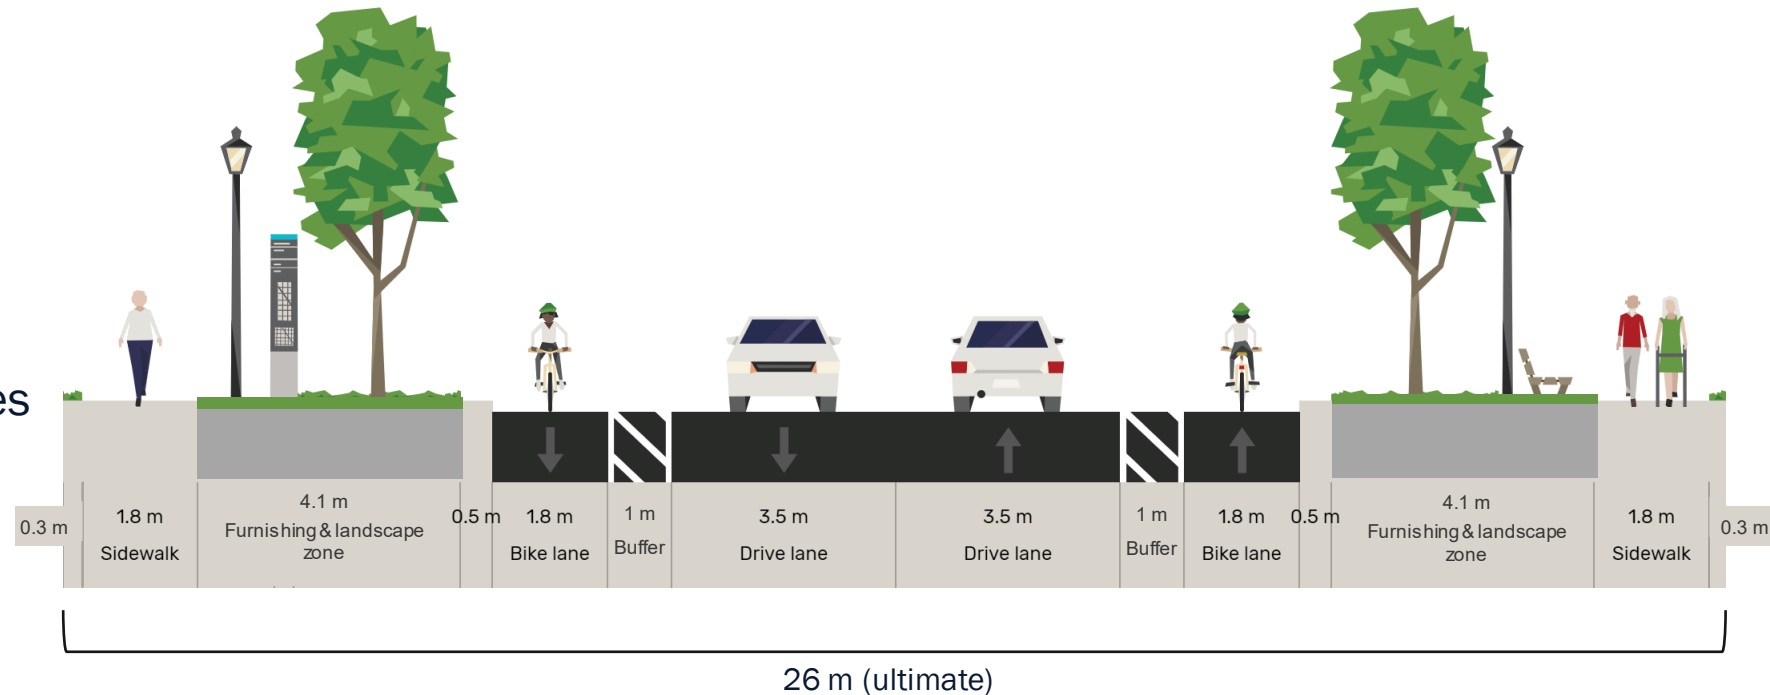 es
0.3 m
1.8 m
Sidewalk
4.1 m
Furnishing & landscape
zone
0.5 m
1.8 m
Bike lane
1 m
Buffer
3.5 m
Drive lane
3.5 m
Drive lane
1 m
Buffer
1.8 m
Bike lane
0.5 m
4.1 m
Furnishing & landscape
zone
1.8 m
Sidewalk
0.3 m
26 m (ultimate)